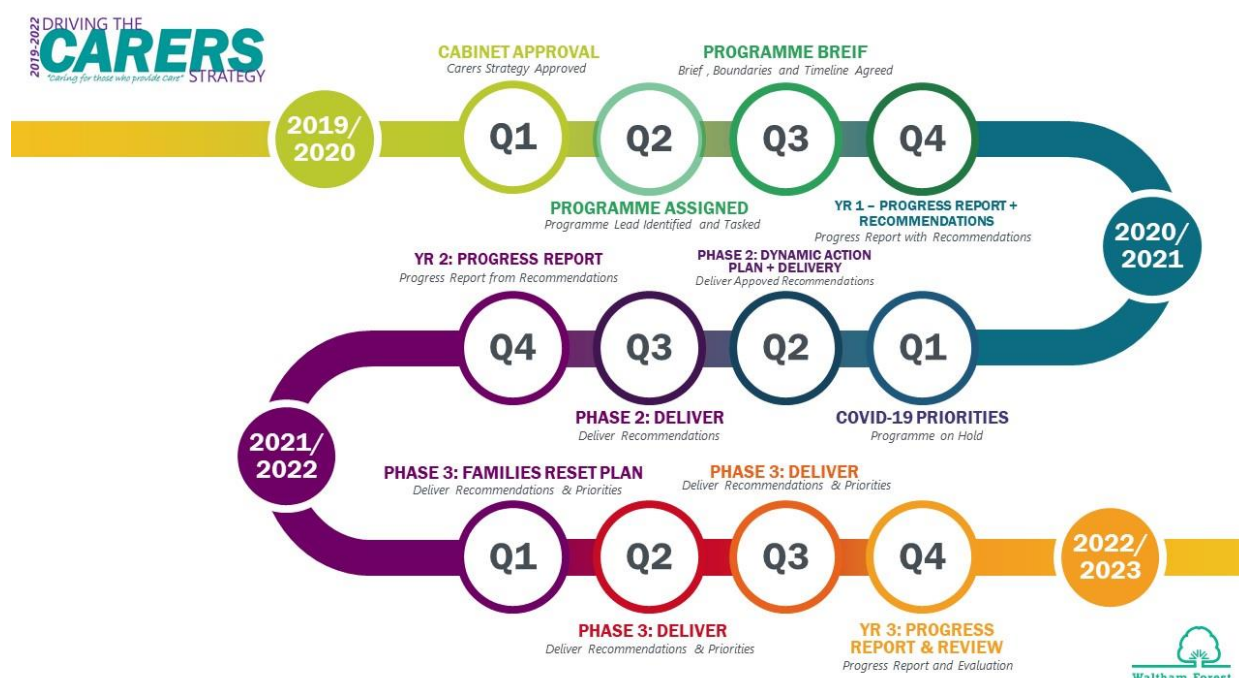 2019-2022
DRIVING THE
CARERS
"Caring for those who provide Care"
STRATEGY
CABINET APPROVAL
Carers Strategy Approved
PROGRAMME BREIF
Brief , Boundaries and Timeline Agreed
2019/
2020
Q1
Q2
Q3
Q4
PROGRAMME ASSIGNED
Programme Lead Identified and Tasked
YR 1 – PROGRESS REPORT +
RECOMMENDATIONS
Progress Report with Recommendations
2020/
2021
YR 2: PROGRESS REPORT
Progress Report from Recommendations
PHASE 2: DYNAMIC ACTION
PLAN + DELIVERY
Deliver Appoved Recommendations
Q4
Q3
Q2
Q1
PHASE 2: DELIVER
Deliver Recommendations
COVID-19 PRIORITIES
Programme on Hold
2021/
2022
PHASE 3: FAMILIES RESET PLAN
Deliver Recommendations & Priorities
PHASE 3: DELIVER
Deliver Recommendations & Priorities
Q1
Q2
Q3
Q4
2022/
2023
PHASE 3: DELIVER
Deliver Recommendations & Priorities
YR 3: PROGRESS
REPORT & REVIEW
Progress Report and Evaluation
Waltham Forest